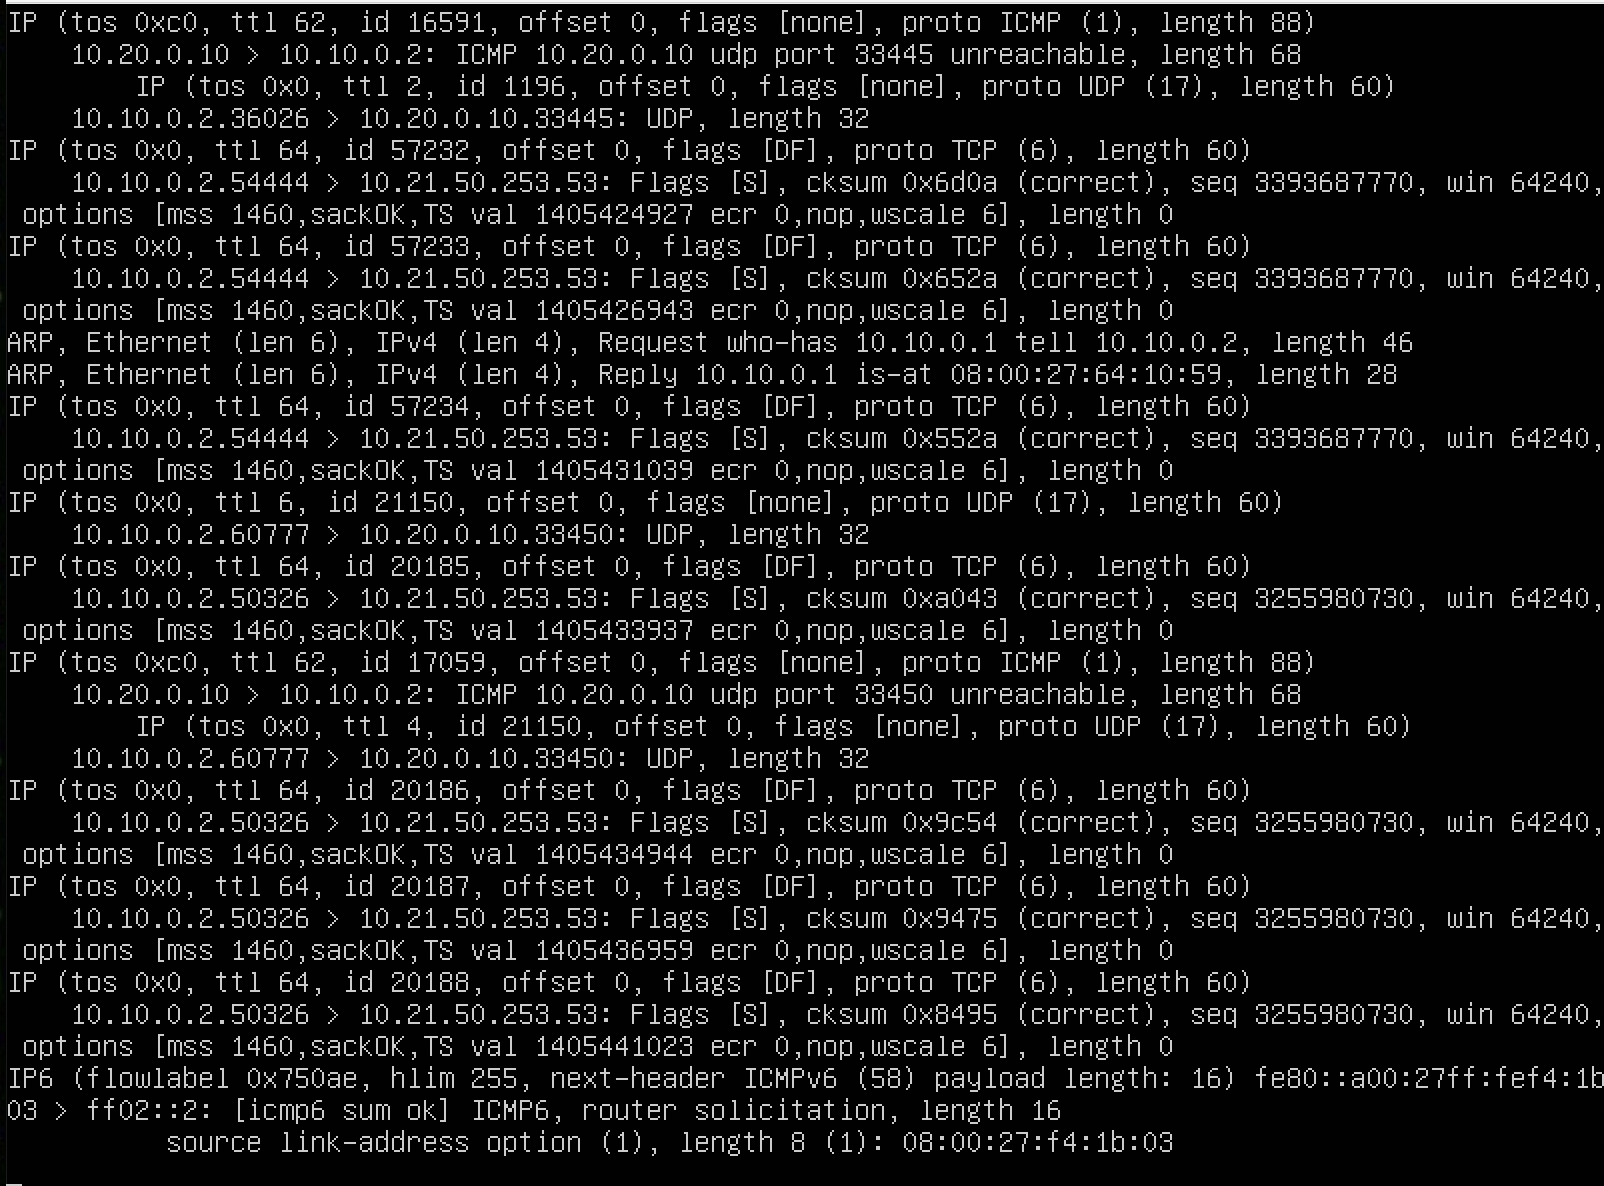 IP (tos 0xc0, ttl 62, id 16591, offset 0, flags [none], proto ICMP (1), length 88)
    10.20.0.10 > 10.10.0.2: ICMP 10.20.0.10 udp port 33445 unreachable, length 68
        IP (tos 0x0, ttl 2, id 1196, offset 0, flags [none], proto UDP (17), length 60)
    10.10.0.2.36026 > 10.20.0.10.33445: UDP, length 32
IP (tos 0x0, ttl 64, id 57232, offset 0, flags [DF], proto TCP (6), length 60)
    10.10.0.2.54444 > 10.21.50.253.53: Flags [S], cksum 0x6d0a (correct), seq 3393687770, win 64240,
 options [mss 1460,sackOK,TS val 1405424927 ecr 0,nop,wscale 6], length 0
IP (tos 0x0, ttl 64, id 57233, offset 0, flags [DF], proto TCP (6), length 60)
    10.10.0.2.54444 > 10.21.50.253.53: Flags [S], cksum 0x652a (correct), seq 3393687770, win 64240,
 options [mss 1460,sackOK,TS val 1405426943 ecr 0,nop,wscale 6], length 0
ARP, Ethernet (len 6), IPv4 (len 4), Request who-has 10.10.0.1 tell 10.10.0.2, length 46
ARP, Ethernet (len 6), IPv4 (len 4), Reply 10.10.0.1 is-at 08:00:27:64:10:59, length 28
IP (tos 0x0, ttl 64, id 57234, offset 0, flags [DF], proto TCP (6), length 60)
    10.10.0.2.54444 > 10.21.50.253.53: Flags [S], cksum 0x552a (correct), seq 3393687770, win 64240,
 options [mss 1460,sackOK,TS val 1405431039 ecr 0,nop,wscale 6], length 0
IP (tos 0x0, ttl 6, id 21150, offset 0, flags [none], proto UDP (17), length 60)
    10.10.0.2.60777 > 10.20.0.10.33450: UDP, length 32
IP (tos 0x0, ttl 64, id 20185, offset 0, flags [DF], proto TCP (6), length 60)
    10.10.0.2.50326 > 10.21.50.253.53: Flags [S], cksum 0xa043 (correct), seq 3255980730, win 64240,
 options [mss 1460,sackOK,TS val 1405433937 ecr 0,nop,wscale 6], length 0
IP (tos 0xc0, ttl 62, id 17059, offset 0, flags [none], proto ICMP (1), length 88)
    10.20.0.10 > 10.10.0.2: ICMP 10.20.0.10 udp port 33450 unreachable, length 68
        IP (tos 0x0, ttl 4, id 21150, offset 0, flags [none], proto UDP (17), length 60)
    10.10.0.2.60777 > 10.20.0.10.33450: UDP, length 32
IP (tos 0x0, ttl 64, id 20186, offset 0, flags [DF], proto TCP (6), length 60)
    10.10.0.2.50326 > 10.21.50.253.53: Flags [S], cksum 0x9c54 (correct), seq 3255980730, win 64240,
 options [mss 1460,sackOK,TS val 1405434944 ecr 0,nop,wscale 6], length 0
IP (tos 0x0, ttl 64, id 20187, offset 0, flags [DF], proto TCP (6), length 60)
    10.10.0.2.50326 > 10.21.50.253.53: Flags [S], cksum 0x9475 (correct), seq 3255980730, win 64240,
 options [mss 1460,sackOK,TS val 1405436959 ecr 0,nop,wscale 6], length 0
IP (tos 0x0, ttl 64, id 20188, offset 0, flags [DF], proto TCP (6), length 60)
    10.10.0.2.50326 > 10.21.50.253.53: Flags [S], cksum 0x8495 (correct), seq 3255980730, win 64240,
 options [mss 1460,sackOK,TS val 1405441023 ecr 0,nop,wscale 6], length 0
IP6 (flowlabel 0x750ae, hlim 255, next-header ICMPv6 (58) payload length: 16) fe80::a00:27ff:fef4:1b
03 > ff02::2: [icmp6 sum ok] ICMP6, router solicitation, length 16
          source link-address option (1), length 8 (1): 08:00:27:f4:1b:03